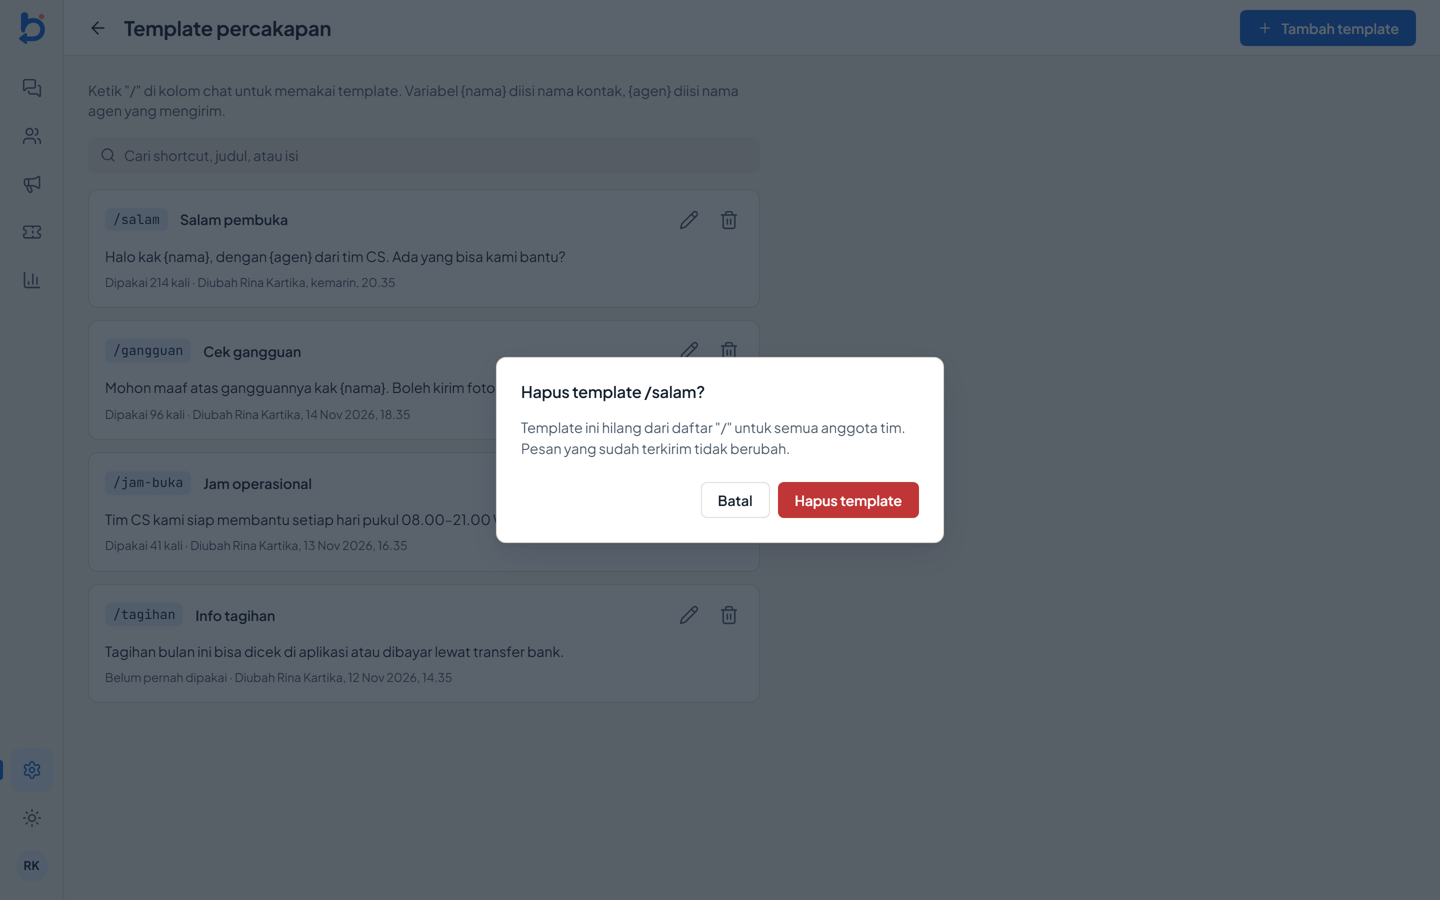 Template percakapan
+ Tambah template
Ketik "/" di kolom chat untuk memakai template. Variabel {nama} diisi nama kontak, {agen} diisi nama
agen yang mengirim.
Cari shortcut, judul, atau isi
/salam Salam pembuka
Halo kak {nama}, dengan {agen} dari tim CS. Ada yang bisa kami bantu?
Dipakai 214 kali · Diubah Rina Kartika, kemarin, 20.35
/gangguan Cek gangguan
Mohon maaf atas gangguannya kak {nama}. Boleh kirim foto
Dipakai 96 kali · Diubah Rina Kartika, 14 Nov 2026, 18.35
Hapus template /salam?
Template ini hilang dari daftar "/" untuk semua anggota tim.
Pesan yang sudah terkirim tidak berubah.
Batal
Hapus template
/jam-buka Jam operasional
Tim CS kami siap membantu setiap hari pukul 08.00–21.00
Dipakai 41 kali · Diubah Rina Kartika, 13 Nov 2026, 16.35
/tagihan Info tagihan
Tagihan bulan ini bisa dicek di aplikasi atau dibayar lewat transfer bank.
Belum pernah dipakai · Diubah Rina Kartika, 12 Nov 2026, 14.35
RK